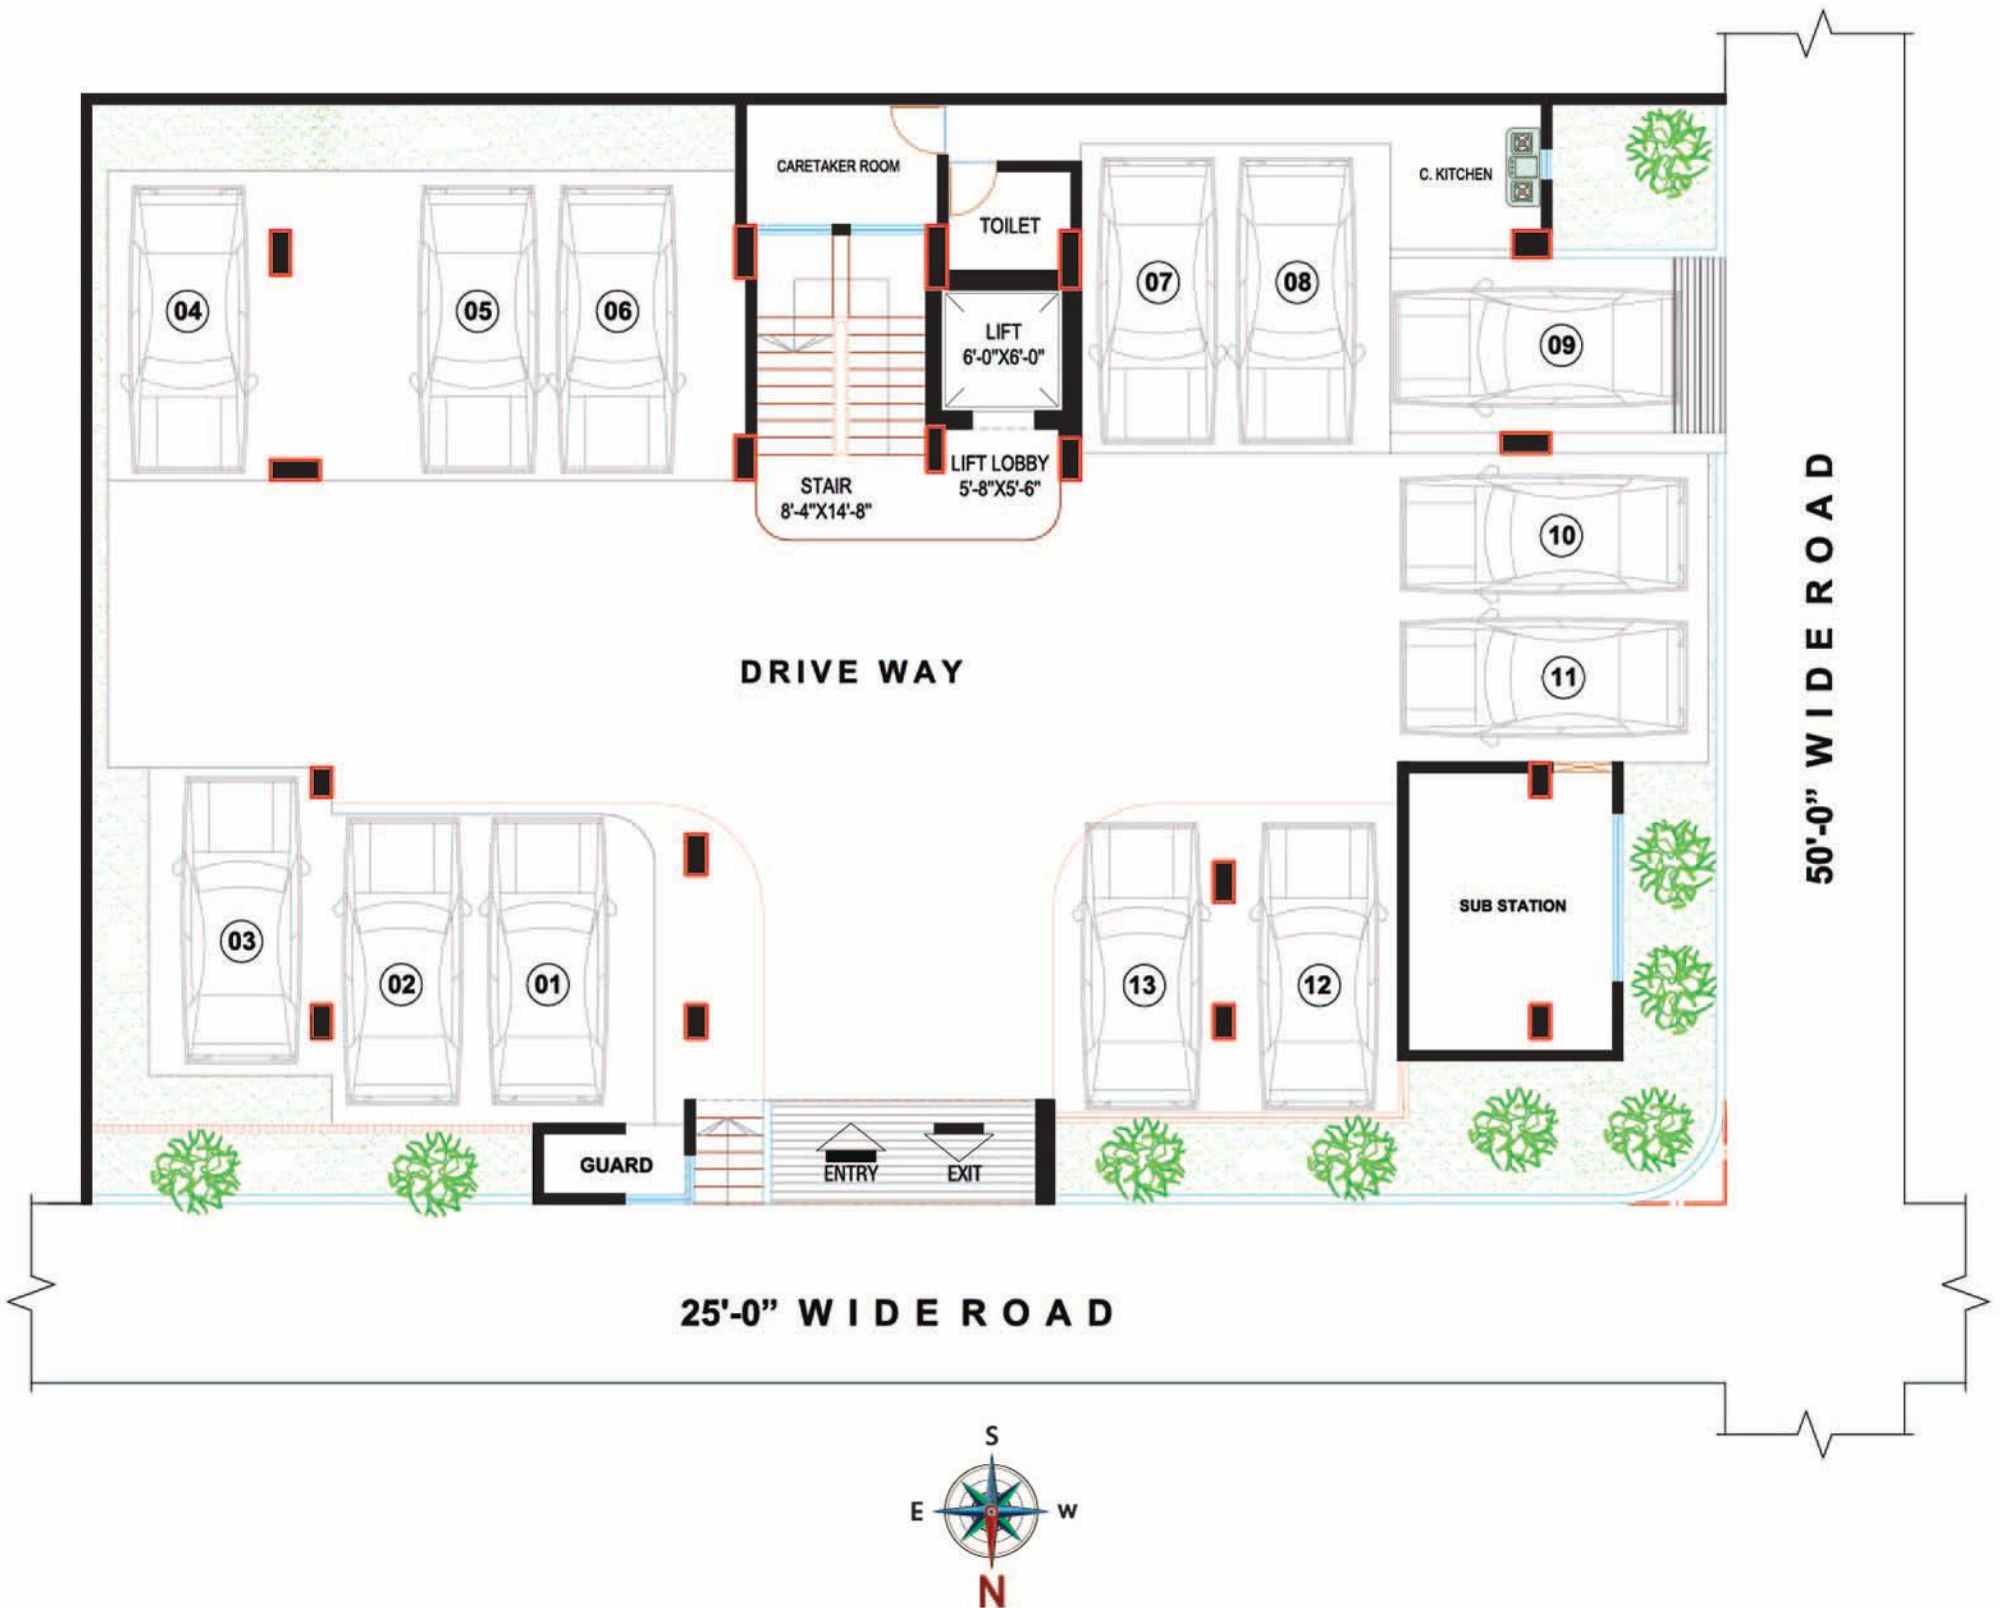 CARETAKER ROOM
TOILET
C. KITCHEN
04
05
06
07
08
09
LIFT
6'-0"X6'-0"
LIFT LOBBY
5'-8"X5'-6"
STAIR
8'-4"X14'-8"
10
11
DRIVE WAY
50'-0” WIDE ROAD
03
02
01
13
12
SUB STATION
GUARD
ENTRY
EXIT
25'-0” WIDE ROAD
S
E
W
N